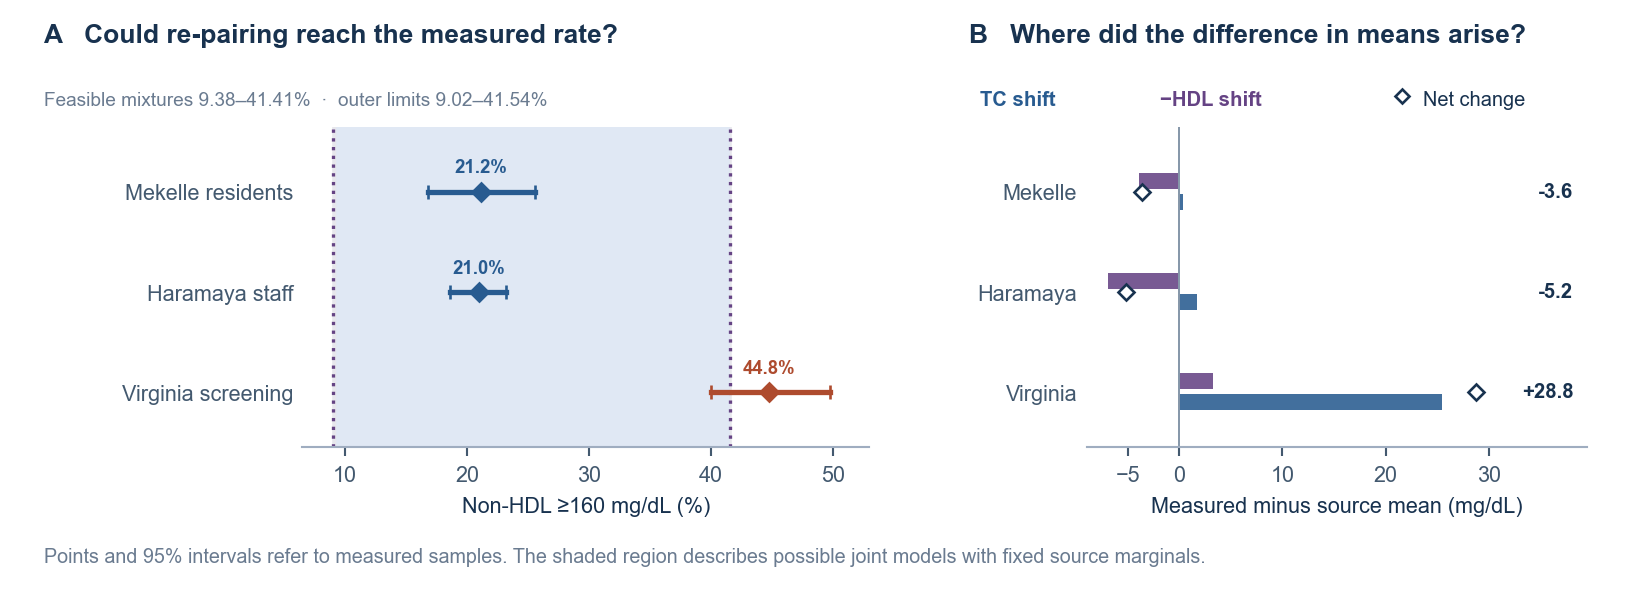 A Could re-pairing reach the measured rate?
Feasible mixtures 9.38–41.41% · outer limits 9.02–41.54%
Mekelle residents
21.2%
Haramaya staff
21.0%
Virginia screening
44.8%
10 20 30 40 50
Non-HDL ≥160 mg/dL (%)
B Where did the difference in means arise?
TC shift −HDL shift Net change
Mekelle -3.6
Haramaya -5.2
Virginia +28.8
−5 0 10 20 30
Measured minus source mean (mg/dL)
Points and 95% intervals refer to measured samples. The shaded region describes possible joint models with fixed source marginals.